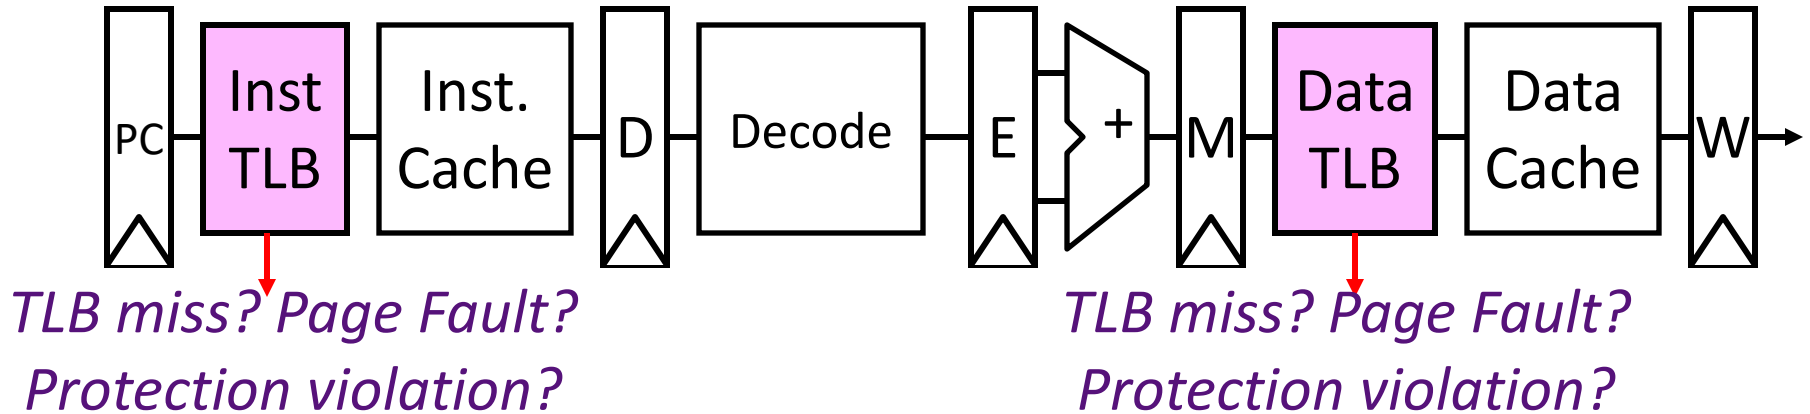 PC
Inst
TLB
Inst.
Cache
D
Decode
E
+
M
Data
TLB
Data
Cache
W
TLB miss? Page Fault?
Protection violation?
TLB miss? Page Fault?
Protection violation?